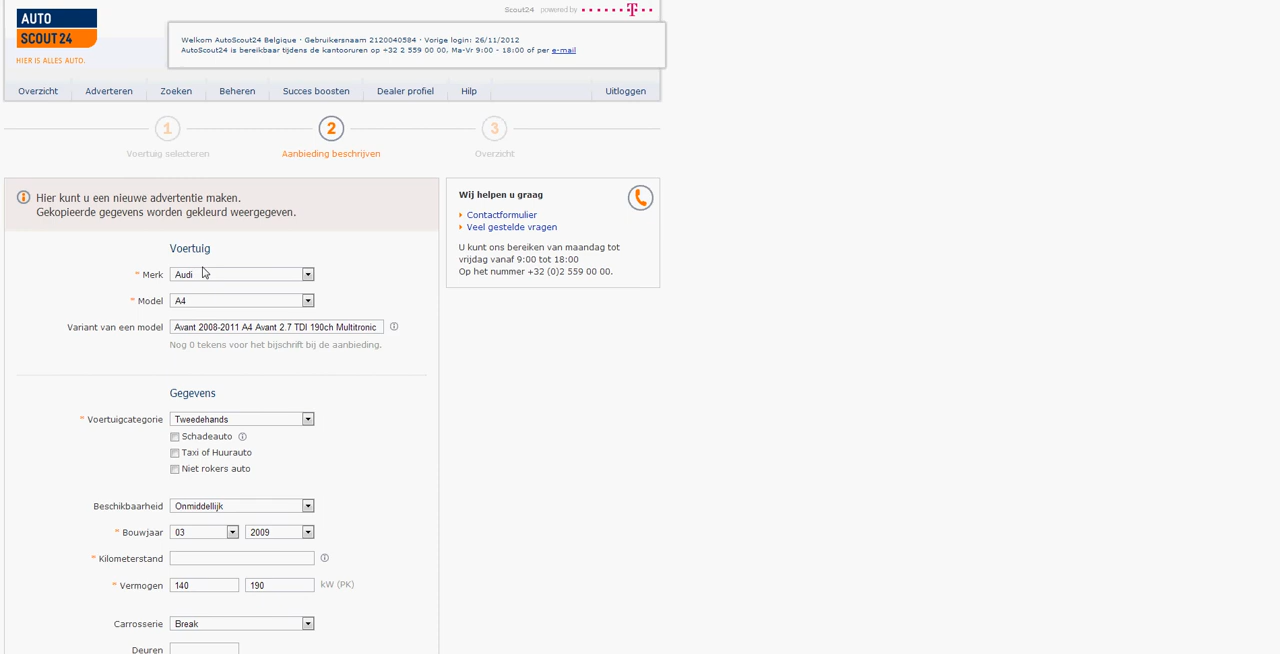 Scout24 powered by T
AUTO
SCOUT 24
HIER IS ALLES AUTO.
Welkom AutoScout24 Belgique · Gebruikersnaam 2120040584 · Vorige login: 26/11/2012
AutoScout24 is bereikbaar tijdens de kantooruren op +32 2 559 00 00, Ma-Vr 9:00 - 18:00 of per e-mail
Overzicht Adverteren Zoeken Beheren Succes boosten Dealer profiel Hilp Uitloggen
1 2 3
Voertuig selecteren Aanbieding beschrijven Overzicht
Hier kunt u een nieuwe advertentie maken.
Gekopieerde gegevens worden gekleurd weergegeven.
Wij helpen u graag
Contactformulier
Veel gestelde vragen
U kunt ons bereiken van maandag tot
vrijdag vanaf 9:00 tot 18:00
Op het nummer +32 (0)2 559 00 00.
Voertuig
* Merk Audi
* Model A4
Variant van een model Avant 2008-2011 A4 Avant 2.7 TDI 190ch Multitronic
Nog 0 tekens voor het bijschrift bij de aanbieding.
Gegevens
* Voertuigcategorie Tweedehands
Schadeauto
Taxi of Huurauto
Niet rokers auto
Beschikbaarheid Onmiddellijk
* Bouwjaar 03 2009
* Kilometerstand
* Vermogen 140 190 kW (PK)
Carrosserie Break
Deuren